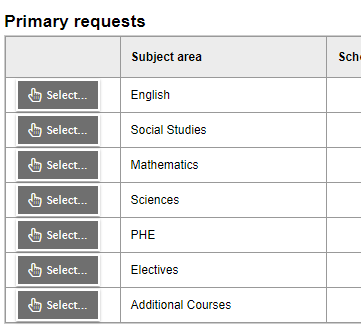 Primary requests
Subject area Sch
Select... English
Select... Social Studies
Select... Mathematics
Select... Sciences
Select... PHE
Select... Electives
Select... Additional Courses